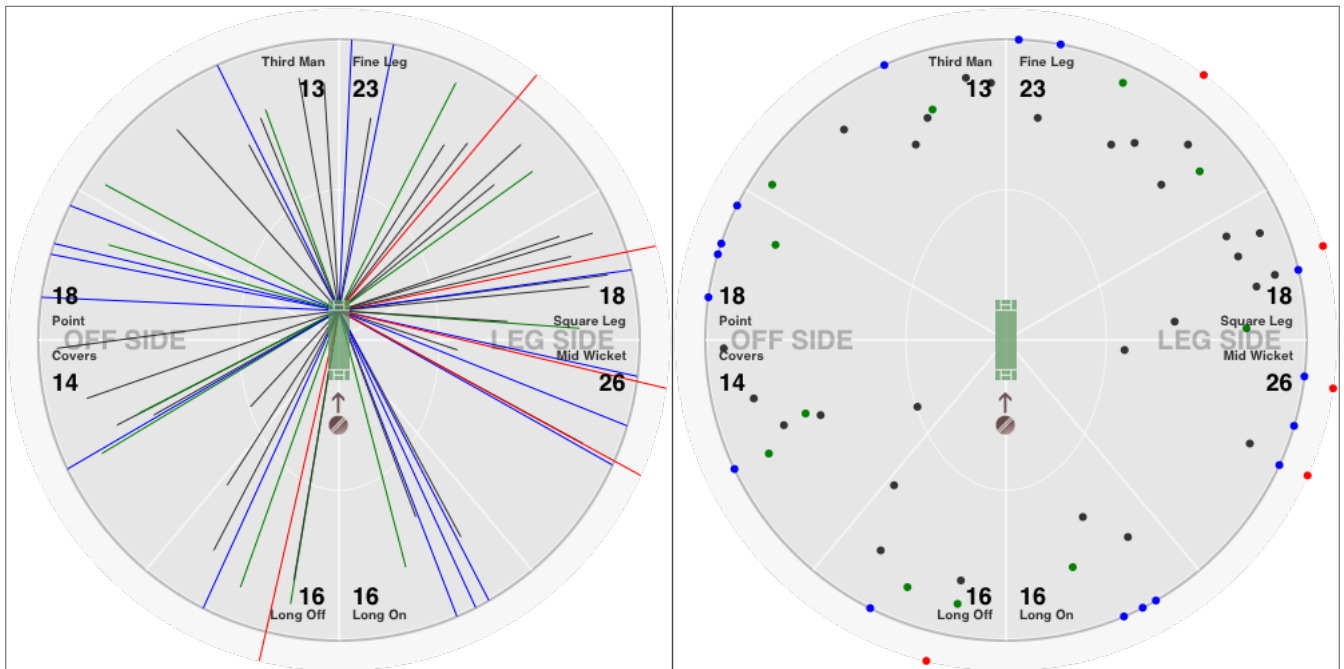 Third Man Fine Leg
13 23
18 18
Point Square Leg
OFF SIDE LEG SIDE
Covers Mid Wicket
14 26
16 16
Long Off Long On
Third Man Fine Leg
13 23
18 18
Point Square Leg
OFF SIDE LEG SIDE
Covers Mid Wicket
14 26
16 16
Long Off Long On